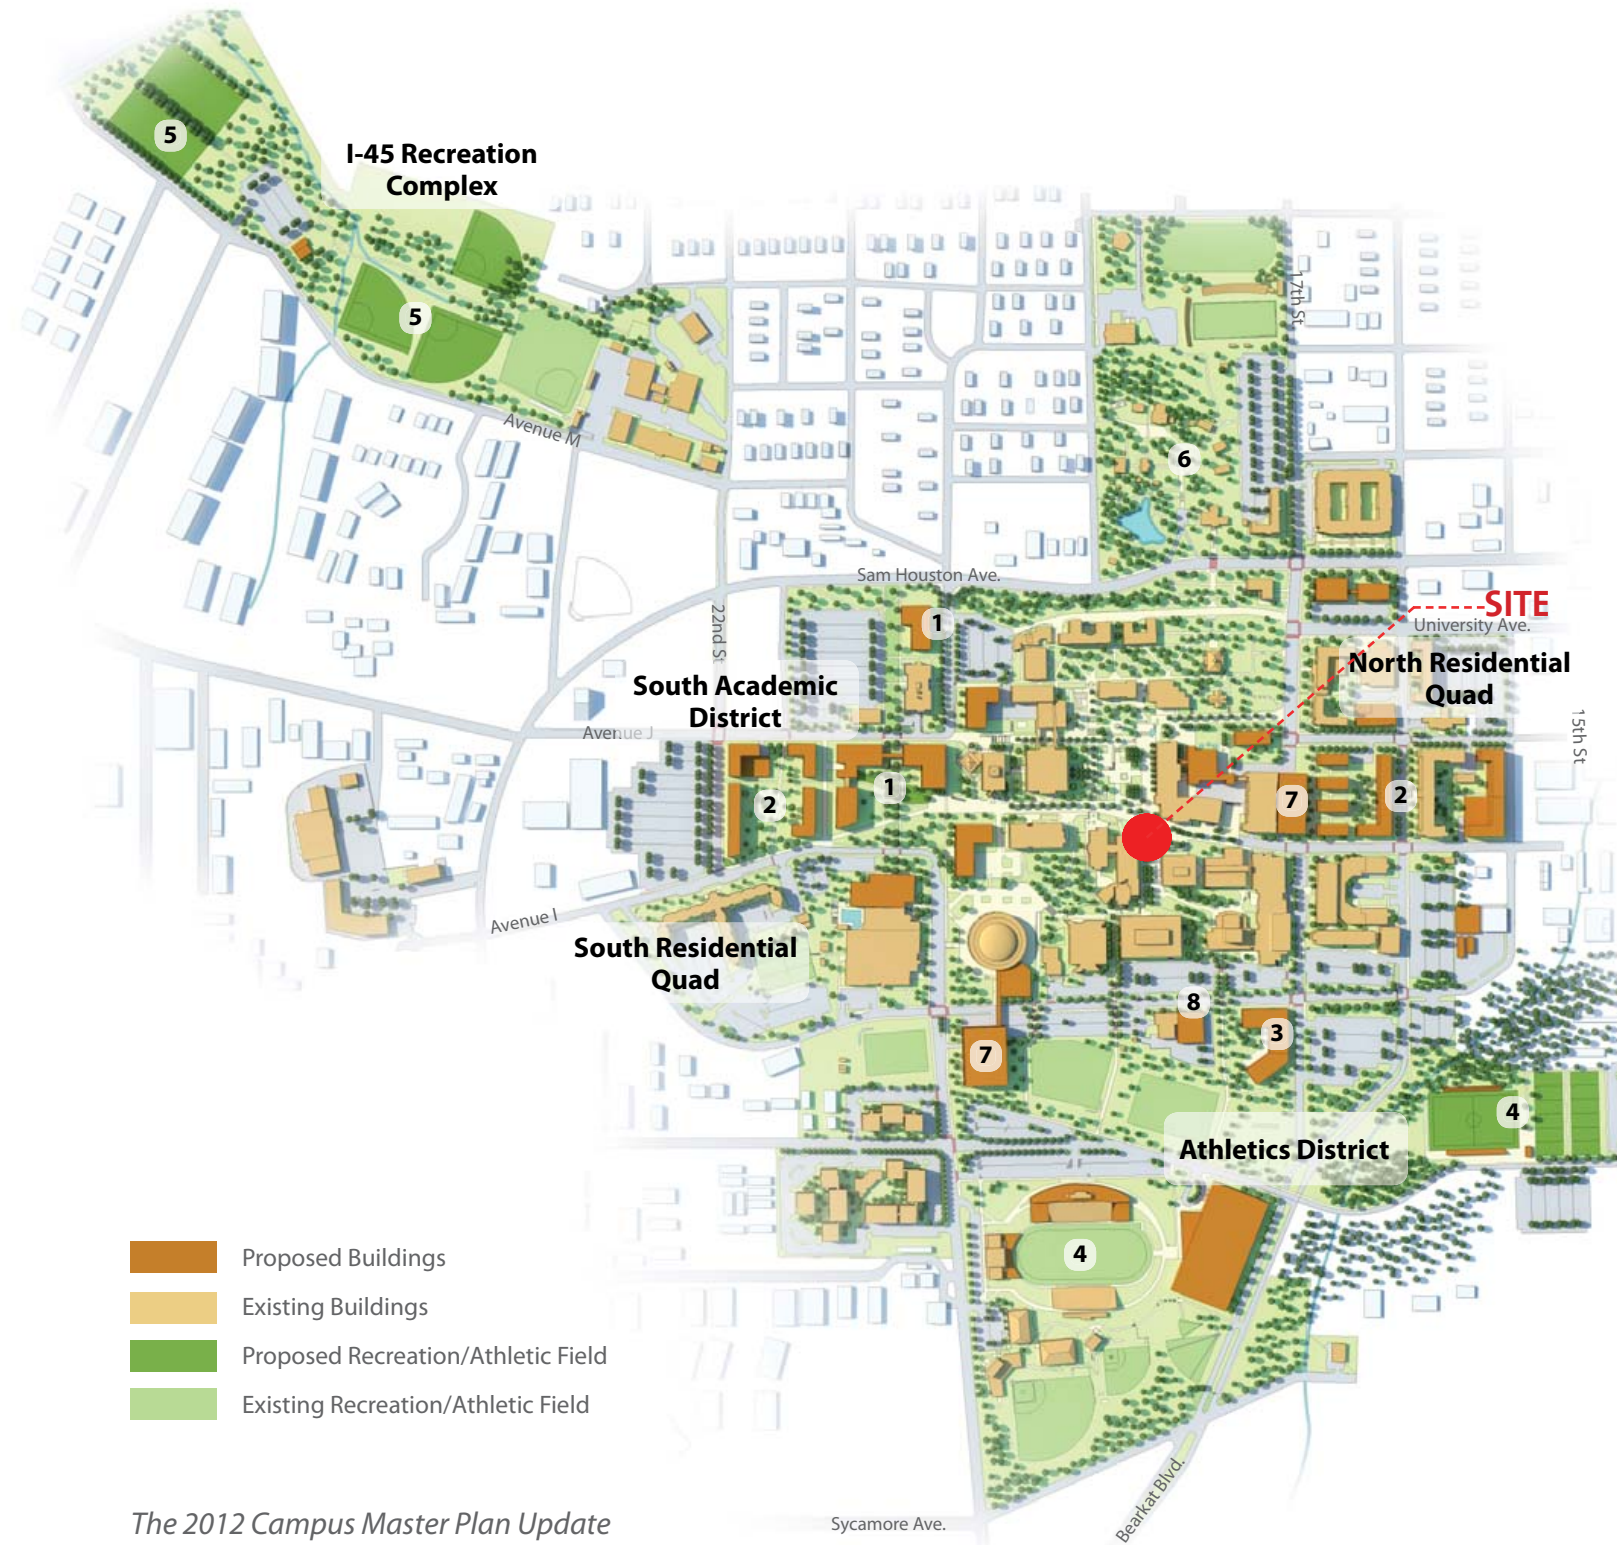 5
I-45 Recreation
Complex
17th St
5
Avenue M
6
Sam Houston Ave.
SITE
1
22nd St
University Ave.
North Residential
Quad
South Academic
District
Avenue J
15th St
1
2
7
2
Avenue I
South Residential
Quad
8
3
7
4
Athletics District
4
Proposed Buildings
Existing Buildings
Proposed Recreation/Athletic Field
Existing Recreation/Athletic Field
Bearkat Blvd.
The 2012 Campus Master Plan Update
Sycamore Ave.